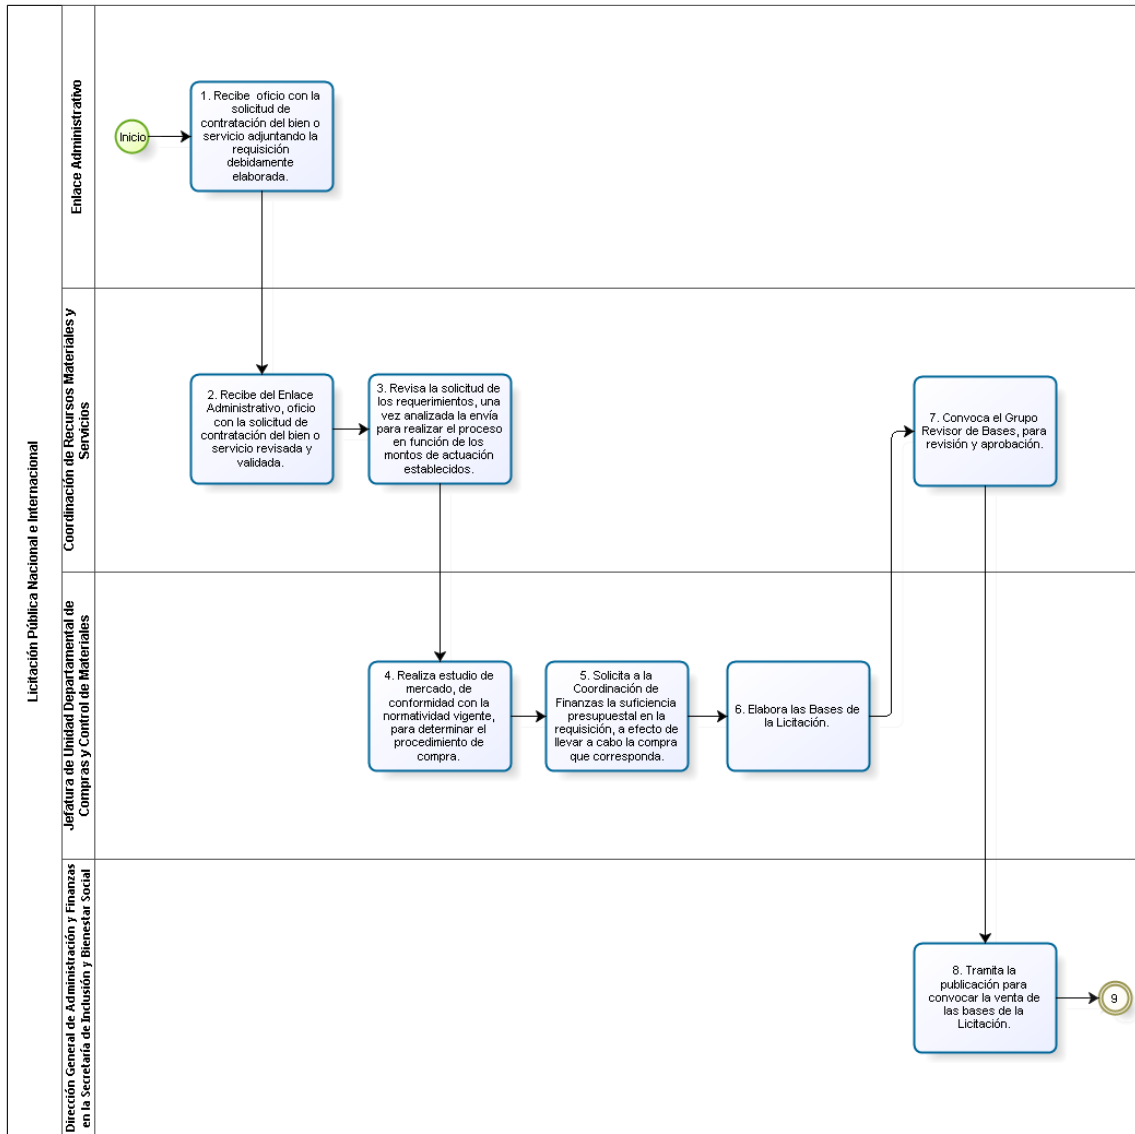 Licitación Pública Nacional e Internacional
Enlace Administrativo
Inicio
1. Recibe oficio con la
solicitud de
contratación del bien o
servicio adjuntando la
requisición
debidamente
elaborada.
Coordinación de Recursos Materiales y
Servicios
2. Recibe del Enlace
Administrativo, oficio
con la solicitud de
contratación del bien o
servicio revisada y
validada.
3. Revisa la solicitud de
los requerimientos, una
vez analizada la envía
para realizar el proceso
en función de los
montos de actuación
establecidos.
7. Convoca el Grupo
Revisor de Bases, para
revisión y aprobación.
Jefatura de Unidad Departamental de
Compras y Control de Materiales
4. Realiza estudio de
mercado, de
conformidad con la
normatividad vigente,
para determinar el
procedimiento de
compra.
5. Solicita a la
Coordinación de
Finanzas la suficiencia
presupuestal en la
requisición, a efecto de
llevar a cabo la compra
que corresponda.
6. Elabora las Bases de
la Licitación.
Dirección General de Administración y Finanzas
en la Secretaría de Inclusión y Bienestar Social
8. Tramita la
publicación para
convocar la venta de
las bases de la
Licitación.
9